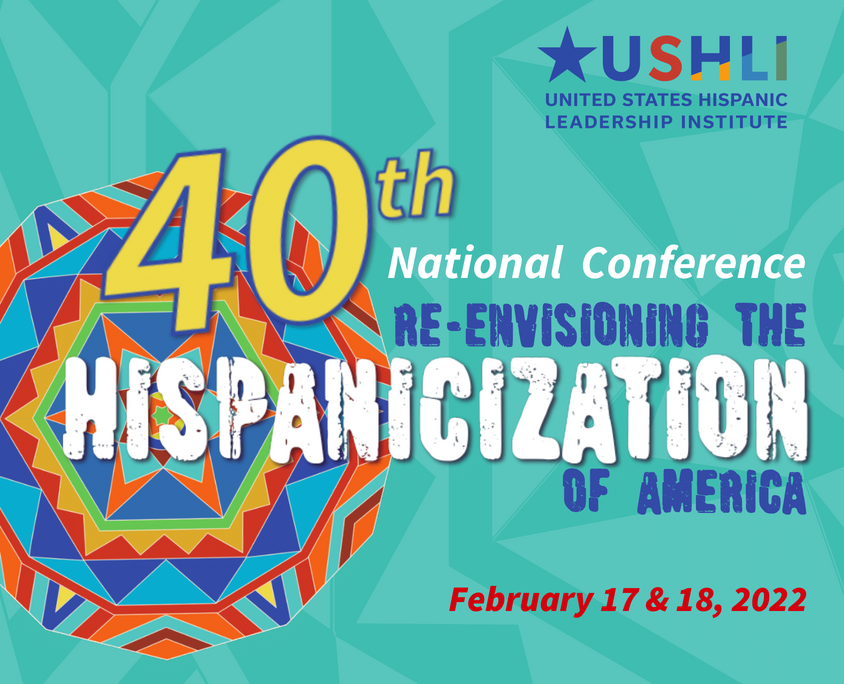 USHLI
UNITED STATES HISPANIC
LEADERSHIP INSTITUTE
40th
National Conference
RE-ENVISIONING THE
HISPANICIZATION
OF AMERICA
February 17 & 18, 2022